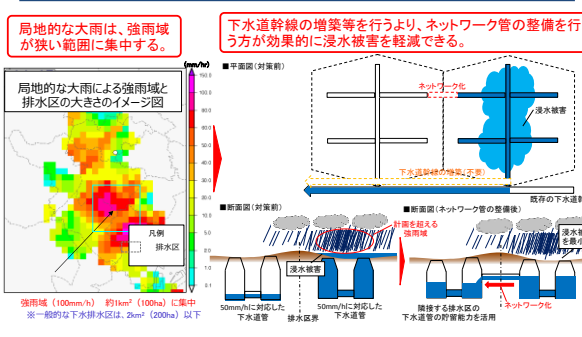 局地的な大雨は、強雨域
が狭い範囲に集中する。
下水道幹線の増築等を行うより、ネットワーク管の整備を行
う方が効果的に浸水被害を軽減できる。
(mm/hr)
局地的な大雨による強雨域と
排水区の大きさのイメージ図
凡例
排水区
強雨域（100mm/h） 約1km²（100ha）に集中
※一般的な下水排水区は、2km²（200ha）以下
■平面図（対策前）
ネットワーク化
浸水被害
下水道幹線の増築（不要）
既存の下水道幹
■断面図（対策前）
計画を超える
強雨域
浸水被害
50mm/hに対応した
下水道管
排水区界
50mm/hに対応した
下水道管
■断面図（ネットワーク管の整備後）
浸水被
を最小
隣接する排水区の
下水道管の貯留能力を活用
ネットワーク化